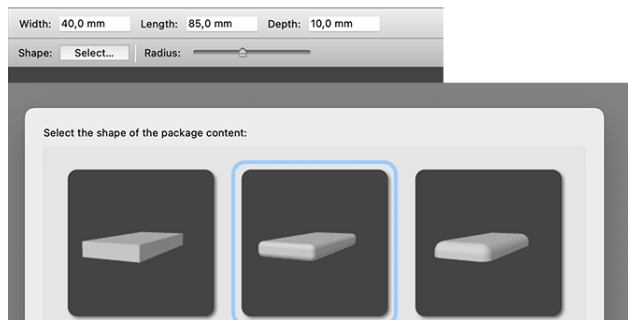 Width: 40,0 mm Length: 85,0 mm Depth: 10,0 mm
Shape: Select... Radius:
Select the shape of the package content: